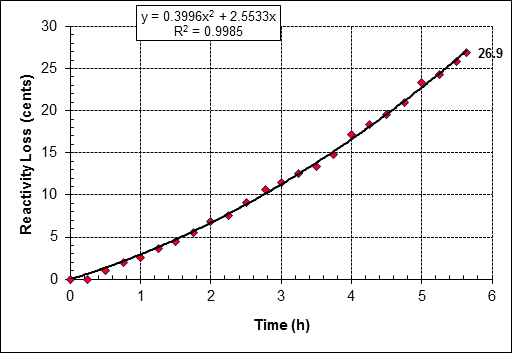 y = 0.3996x² + 2.5533x
R² = 0.9985
30
25
20
15
10
5
0
26.9
0 1 2 3 4 5 6
Reactivity Loss (cents)
Time (h)